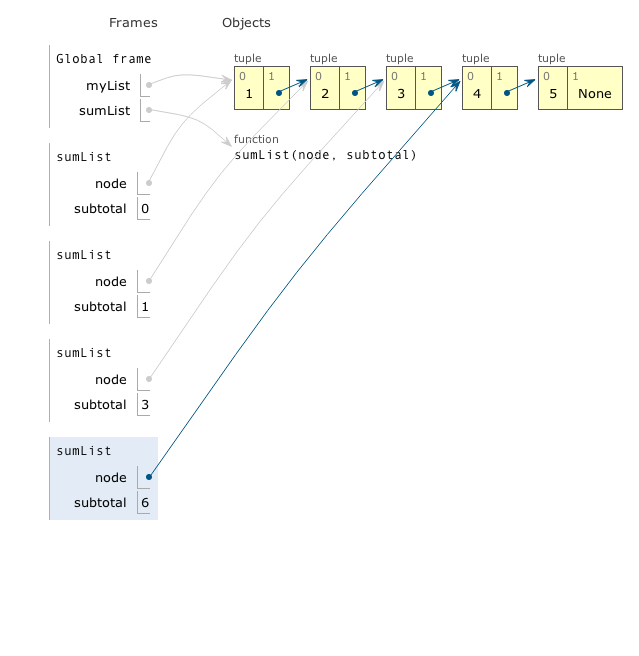 Frames Objects
Global frame
myList
sumList
tuple tuple tuple tuple tuple
0 1 0 1 0 1 0 1 0 1
1 2 3 4 5 None
function
sumList(node, subtotal)
sumList
node
subtotal 0
sumList
node
subtotal 1
sumList
node
subtotal 3
sumList
node
subtotal 6